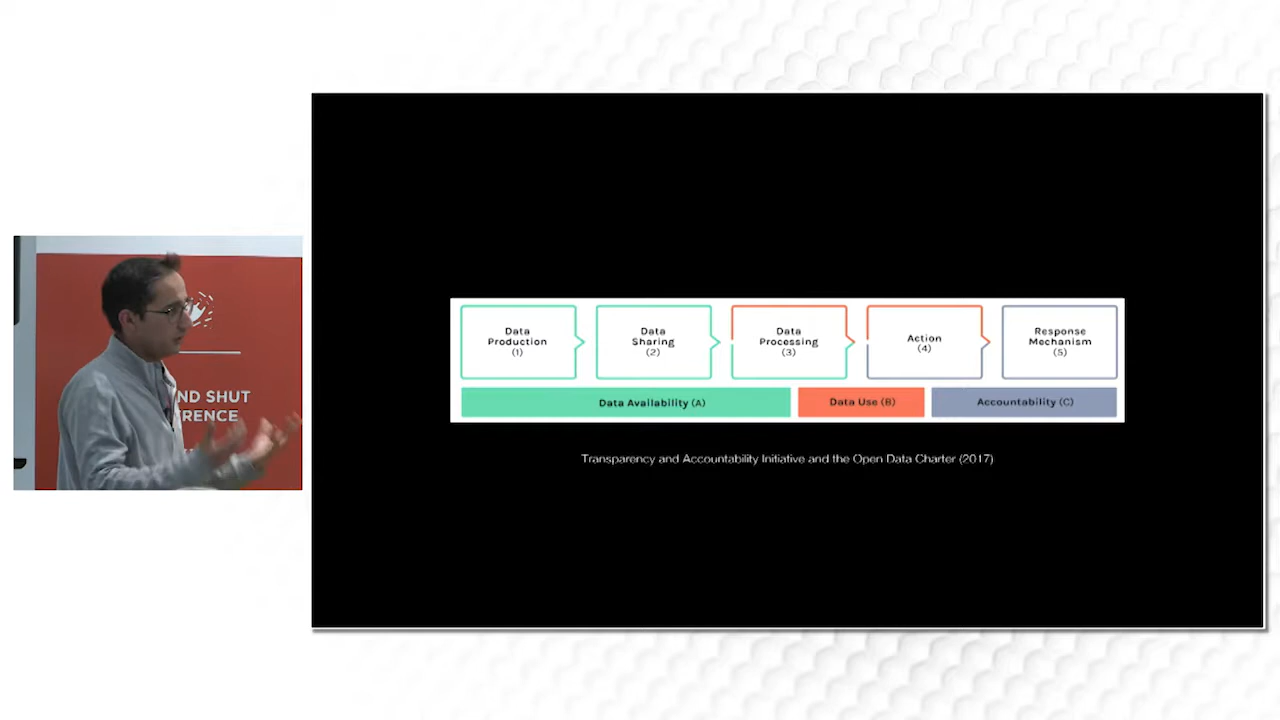 ND SHUT
RENCE
Data
Production
(1)
Data
Sharing
(2)
Data
Processing
(3)
Action
(4)
Response
Mechanism
(5)
Data Availability (A)
Data Use (B)
Accountability (C)
Transparency and Accountability Initiative and the Open Data Charter (2017)